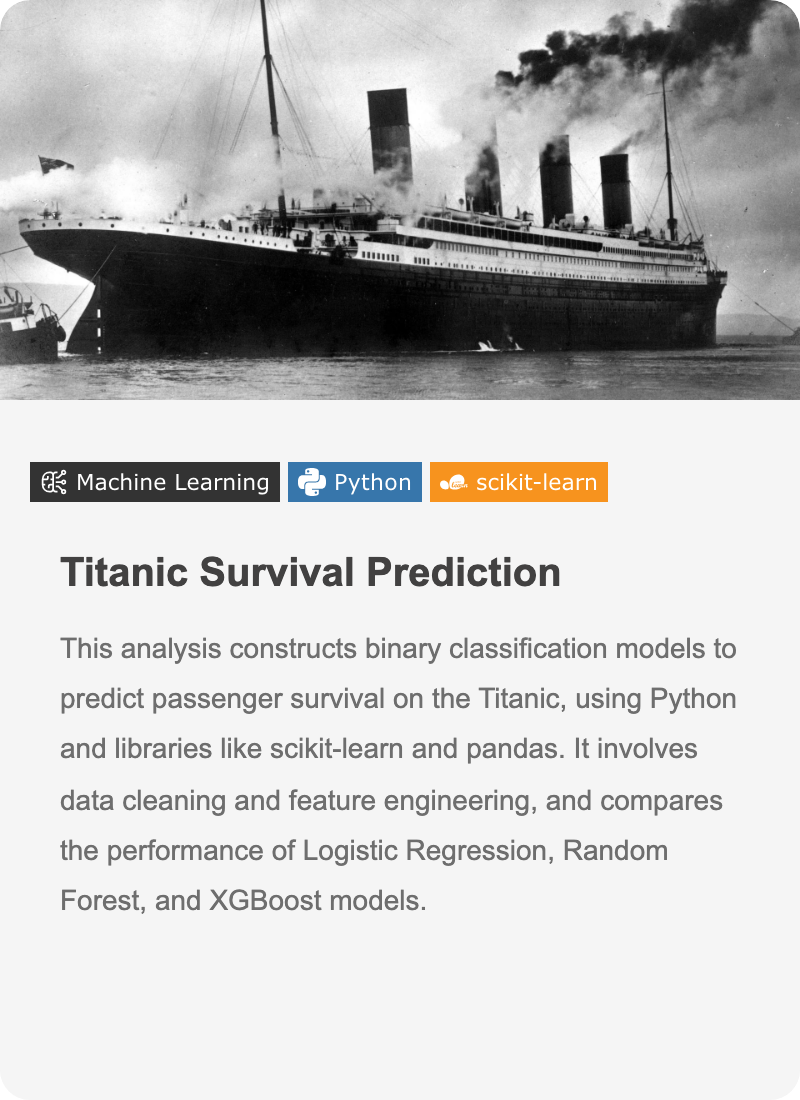 Machine Learning Python scikit-learn
Titanic Survival Prediction
This analysis constructs binary classification models to
predict passenger survival on the Titanic, using Python
and libraries like scikit-learn and pandas. It involves
data cleaning and feature engineering, and compares
the performance of Logistic Regression, Random
Forest, and XGBoost models.